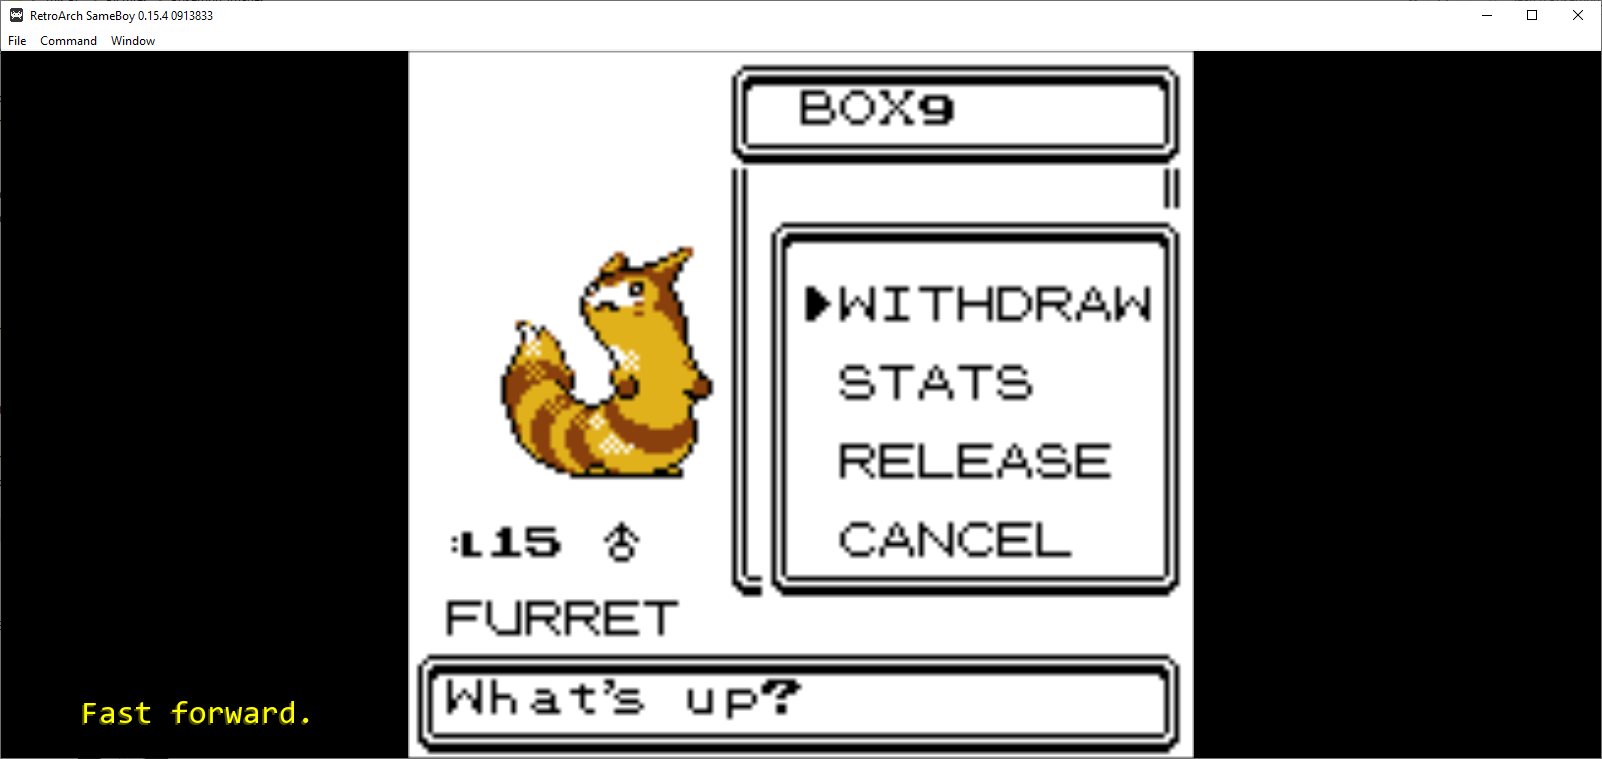 RetroArch SameBoy 0.15.4 0913833
File Command Window
BOX9
WITHDRAW
STATS
RELEASE
CANCEL
:L15 ♂
FURRET
What's up?
Fast forward.